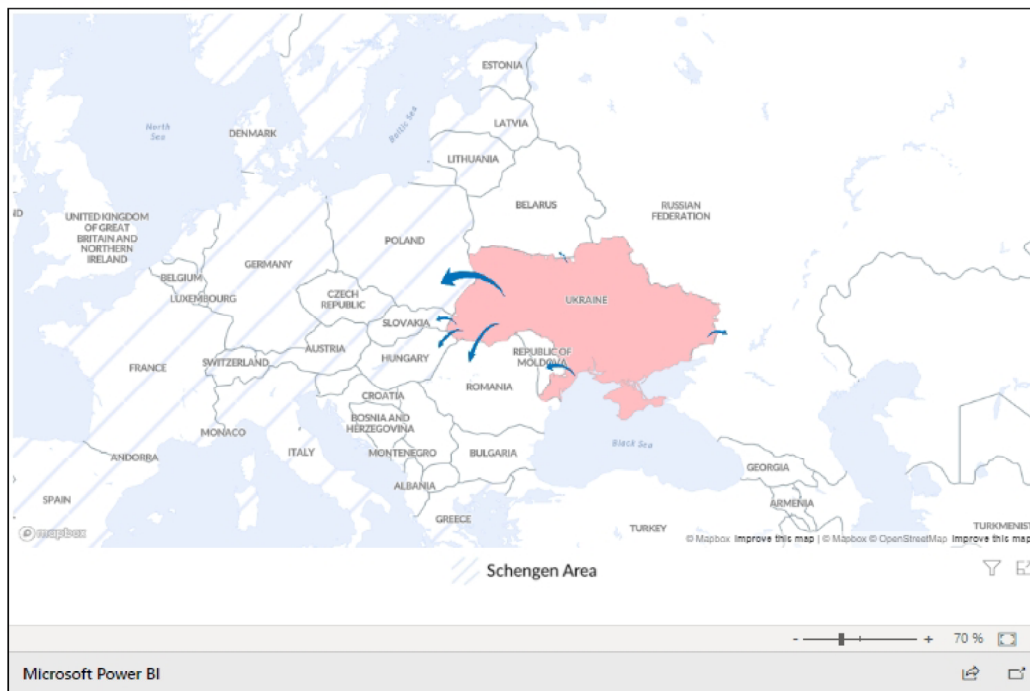 ESTONIA
North
Sea
DENMARK
Baltic Sea
LATVIA
LITHUANIA
UNITED KINGDOM
OF GREAT
BRITAIN AND
NORTHERN
IRELAND
BELARUS
RUSSIAN
FEDERATION
POLAND
GERMANY
BELGIUM
LUXEMBOURG
CZECH
REPUBLIC
UKRAINE
SLOVAKIA
AUSTRIA
FRANCE
SWITZERLAND
HUNGARY
REPUBLIC OF
MOLDOVA
ROMANIA
CROATIA
BOSNIA AND
HERZEGOVINA
MONACO
ITALY
MONTENEGRO
BULGARIA
Black Sea
ANDORRA
GEORGIA
ALBANIA
SPAIN
ARMENIA
GREECE
TURKEY
TURKMENIST
mapbox
© Mapbox Improve this map | © Mapbox © OpenStreetMap Improve this map
Schengen Area
- + 70 %
Microsoft Power BI